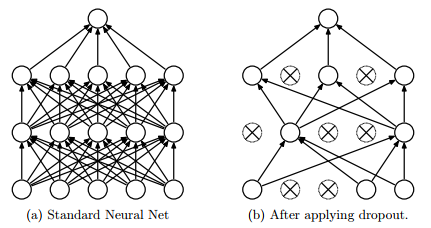 (a) Standard Neural Net
(b) After applying dropout.